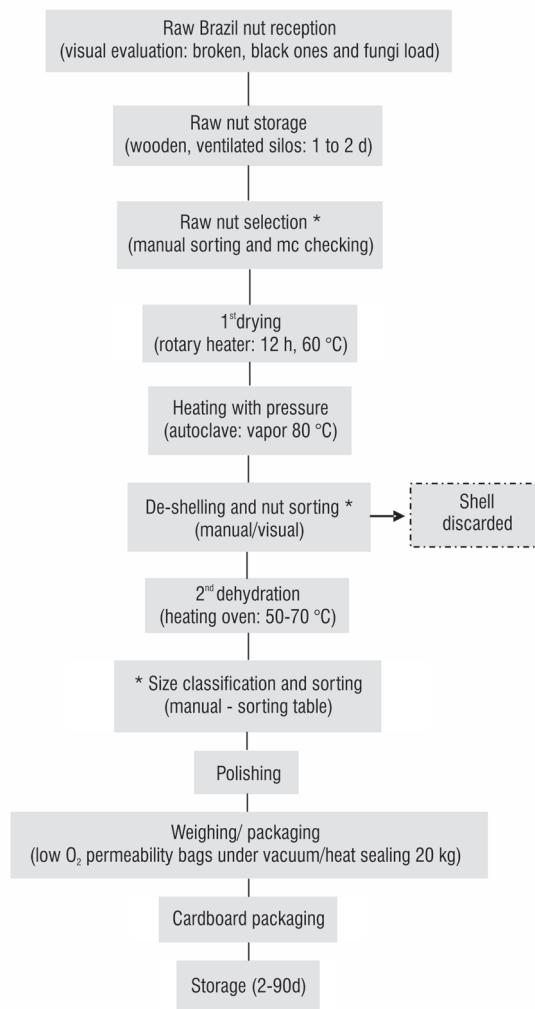 Raw Brazil nut reception
(visual evaluation: broken, black ones and fungi load)
Raw nut storage
(wooden, ventilated silos: 1 to 2 d)
Raw nut selection *
(manual sorting and mc checking)
1st drying
(rotary heater: 12 h, 60 °C)
Heating with pressure
(autoclave: vapor 80 °C)
De-shelling and nut sorting *
(manual/visual)
Shell
discarded
2nd dehydration
(heating oven: 50-70 °C)
* Size classification and sorting
(manual - sorting table)
Polishing
Weighing/ packaging
(low O₂ permeability bags under vacuum/heat sealing 20 kg)
Cardboard packaging
Storage (2-90d)